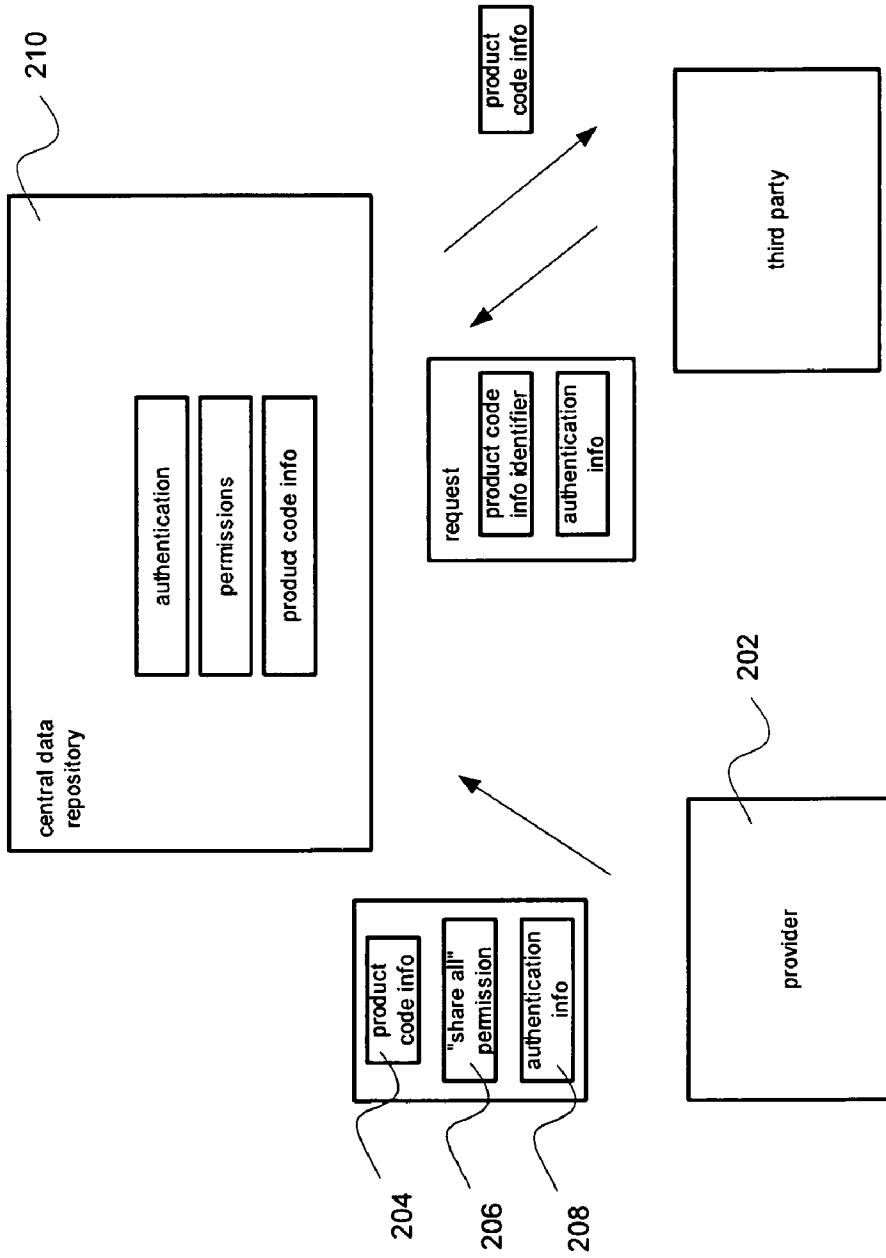 210
central data
repository
authentication
permissions
product code info
204
product
code info
206
"share all"
permission
208
authentication
info
request
product code
info identifier
authentication
info
product
code info
202
provider
third party